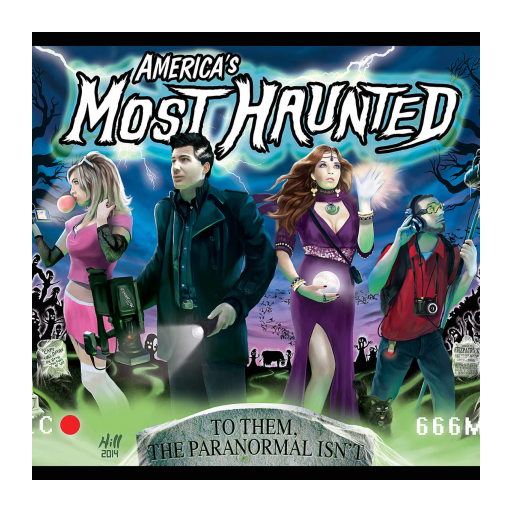 AMERICA'S
MOST HAUNTED
C
666M
Hill
2014
TO THEM,
THE PARANORMAL ISN'T